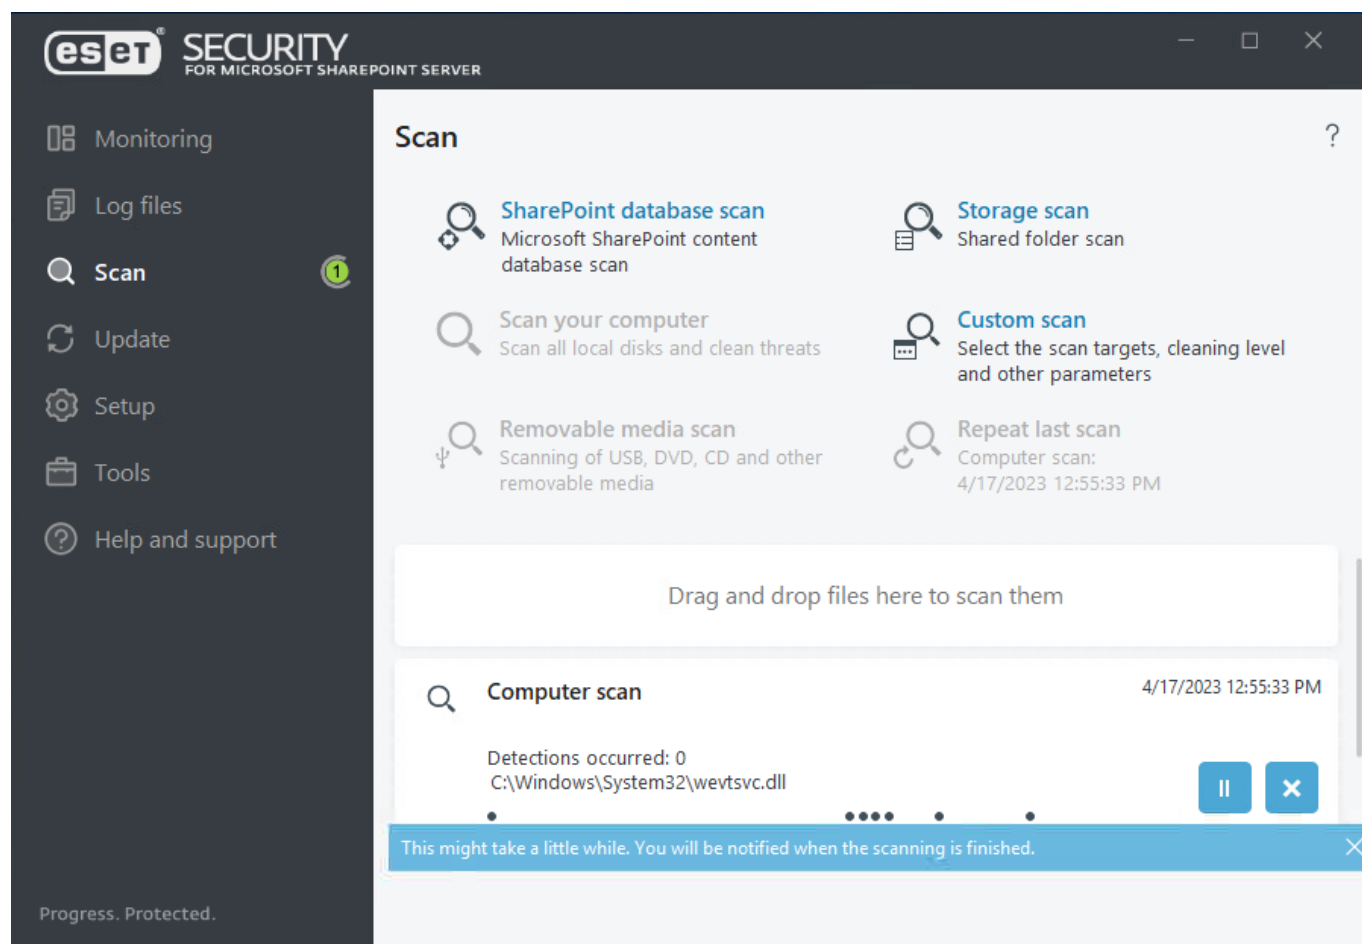 eset® SECURITY
FOR MICROSOFT SHAREPOINT SERVER
Monitoring
Log files
Scan
1
Update
Setup
Tools
Help and support
Progress. Protected.
Scan
?
SharePoint database scan
Microsoft SharePoint content
database scan
Storage scan
Shared folder scan
Scan your computer
Scan all local disks and clean threats
Custom scan
Select the scan targets, cleaning level
and other parameters
Removable media scan
Scanning of USB, DVD, CD and other
removable media
Repeat last scan
Computer scan:
4/17/2023 12:55:33 PM
Drag and drop files here to scan them
Computer scan
4/17/2023 12:55:33 PM
Detections occurred: 0
C:\Windows\System32\wevtsvc.dll
This might take a little while. You will be notified when the scanning is finished.